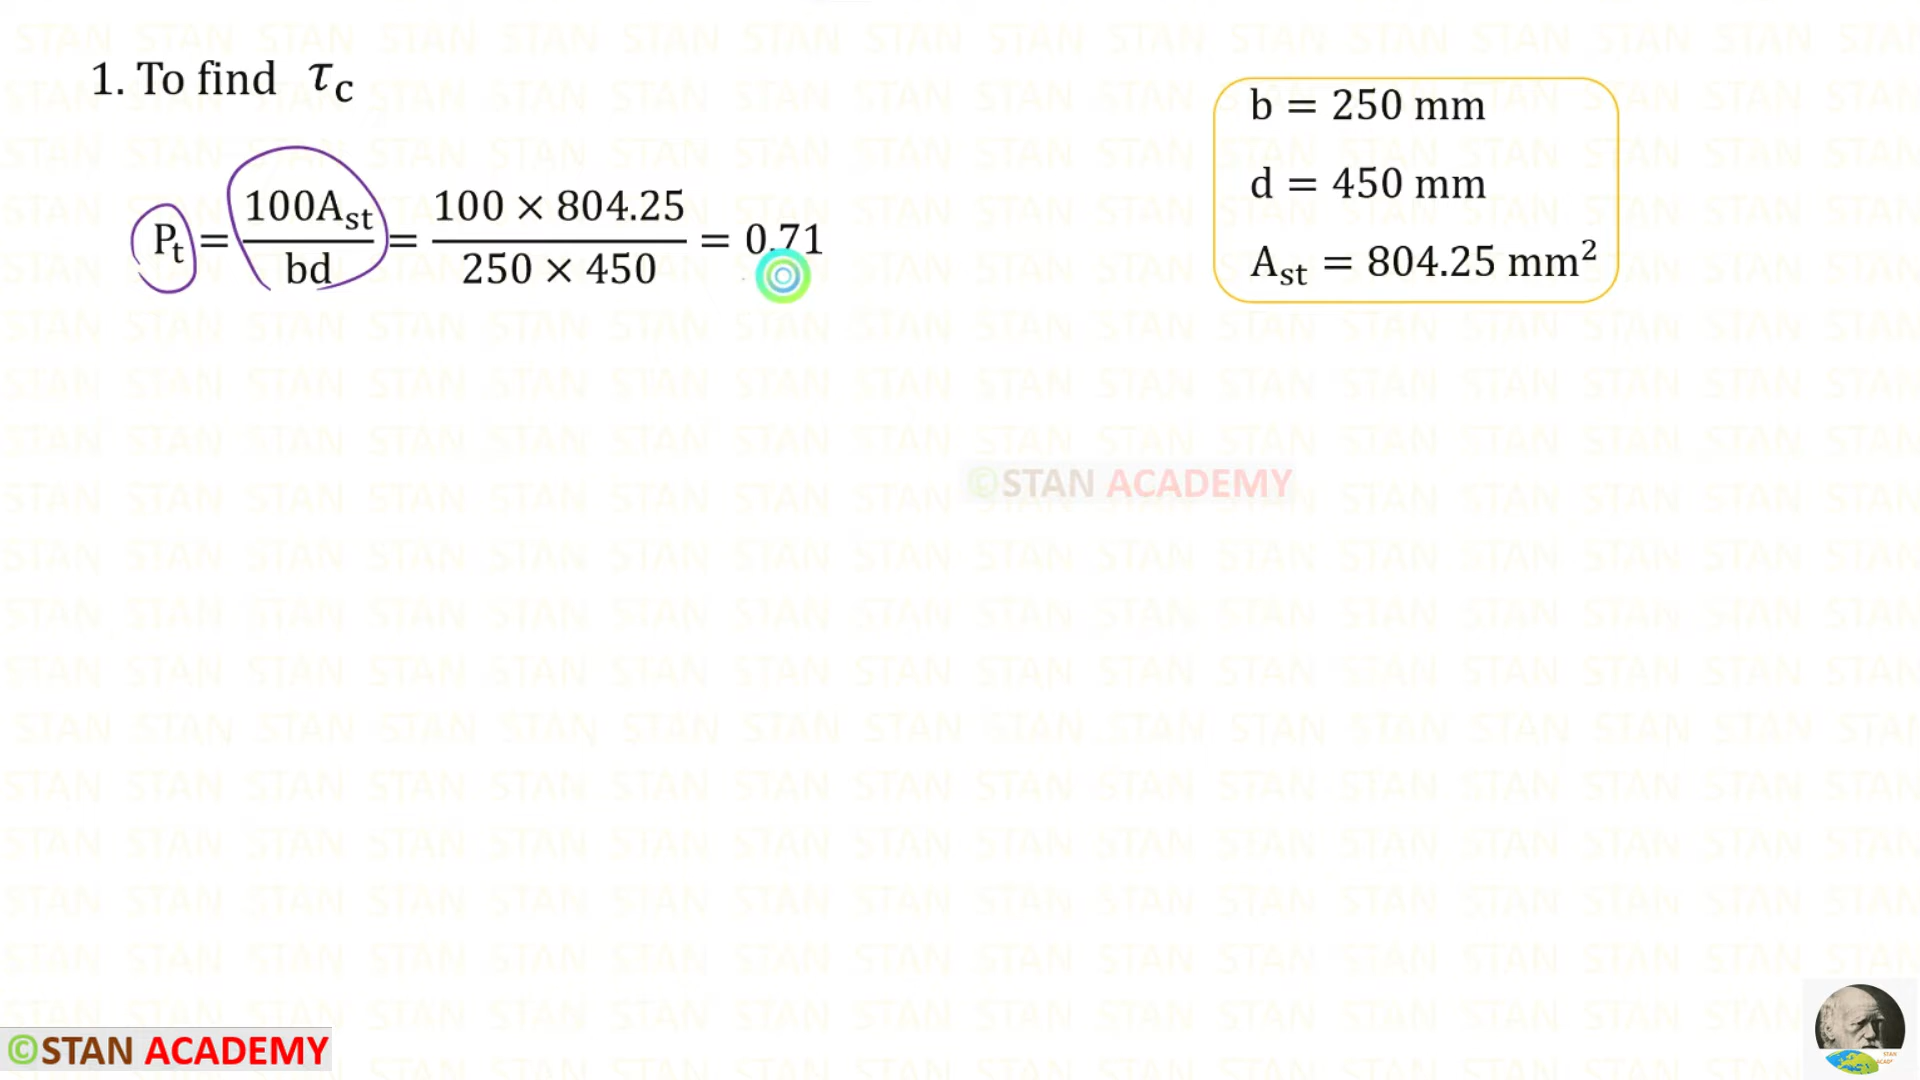 1. To find τc
Pt = 100Ast / bd = 100 × 804.25 / 250 × 450 = 0.71
b = 250 mm
d = 450 mm
Ast = 804.25 mm²
©STAN ACADEMY
©STAN ACADEMY